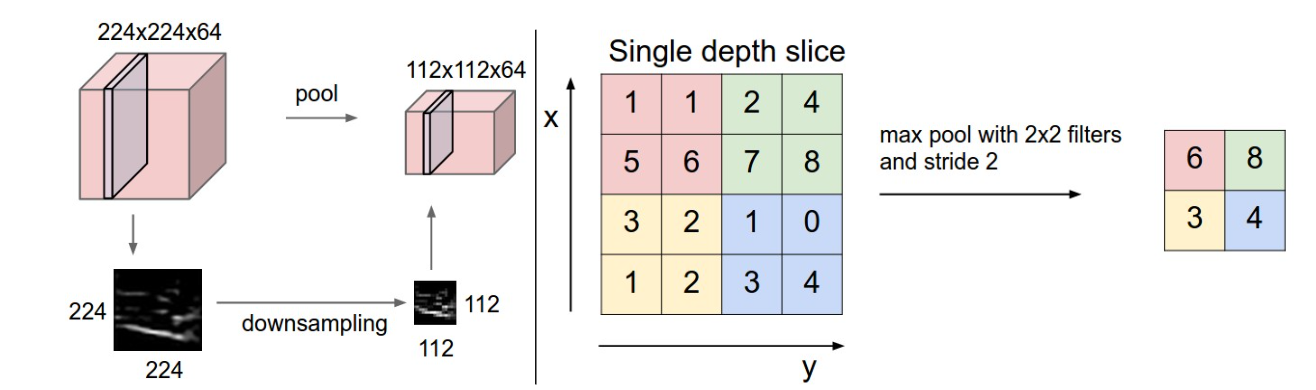 224x224x64
pool
112x112x64
224
224
downsampling
112
112
Single depth slice
x
1 1 2 4
5 6 7 8
3 2 1 0
1 2 3 4
y
max pool with 2x2 filters
and stride 2
6 8
3 4